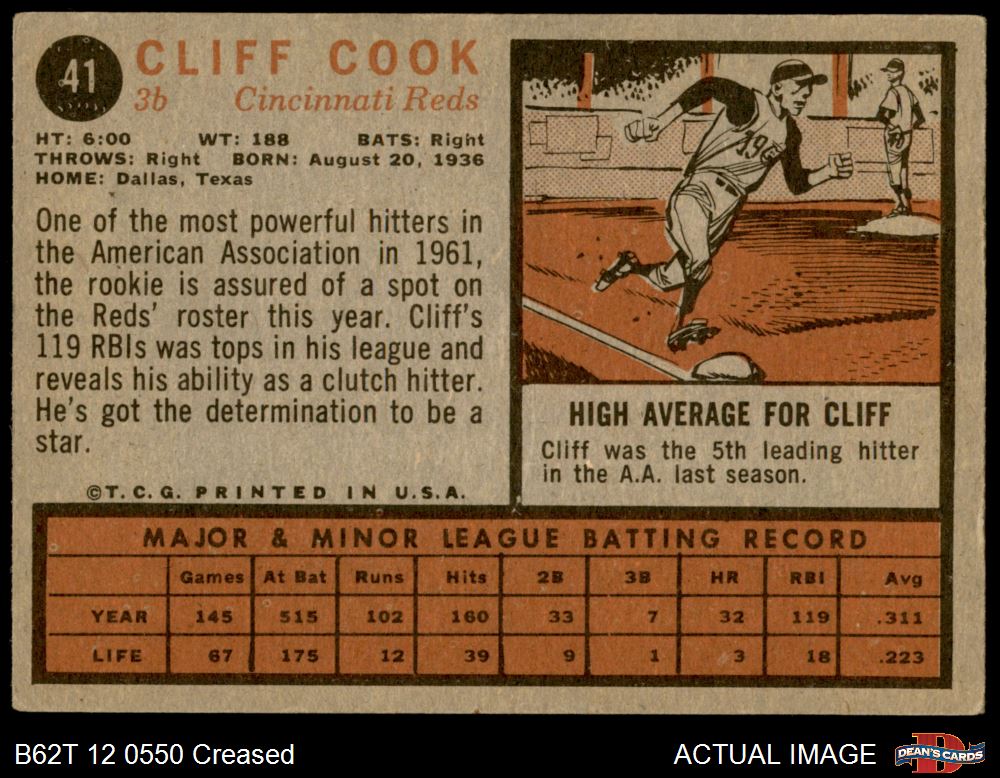 41
CLIFF COOK
3b Cincinnati Reds
HT: 6:00 WT: 188 BATS: Right
THROWS: Right BORN: August 20, 1936
HOME: Dallas, Texas
One of the most powerful hitters in
the American Association in 1961,
the rookie is assured of a spot on
the Reds' roster this year. Cliff's
119 RBIs was tops in his league and
reveals his ability as a clutch hitter.
He's got the determination to be a
star.
©T.C.G. PRINTED IN U.S.A.
19
HIGH AVERAGE FOR CLIFF
Cliff was the 5th leading hitter
in the A.A. last season.
MAJOR & MINOR LEAGUE BATTING RECORD
Games At Bat Runs Hits 2B 3B HR RBI Avg
YEAR 145 515 102 160 33 7 32 119 .311
LIFE 67 175 12 39 9 1 3 18 .223
B62T 12 0550 Creased
ACTUAL IMAGE
D
DEAN'S CARDS